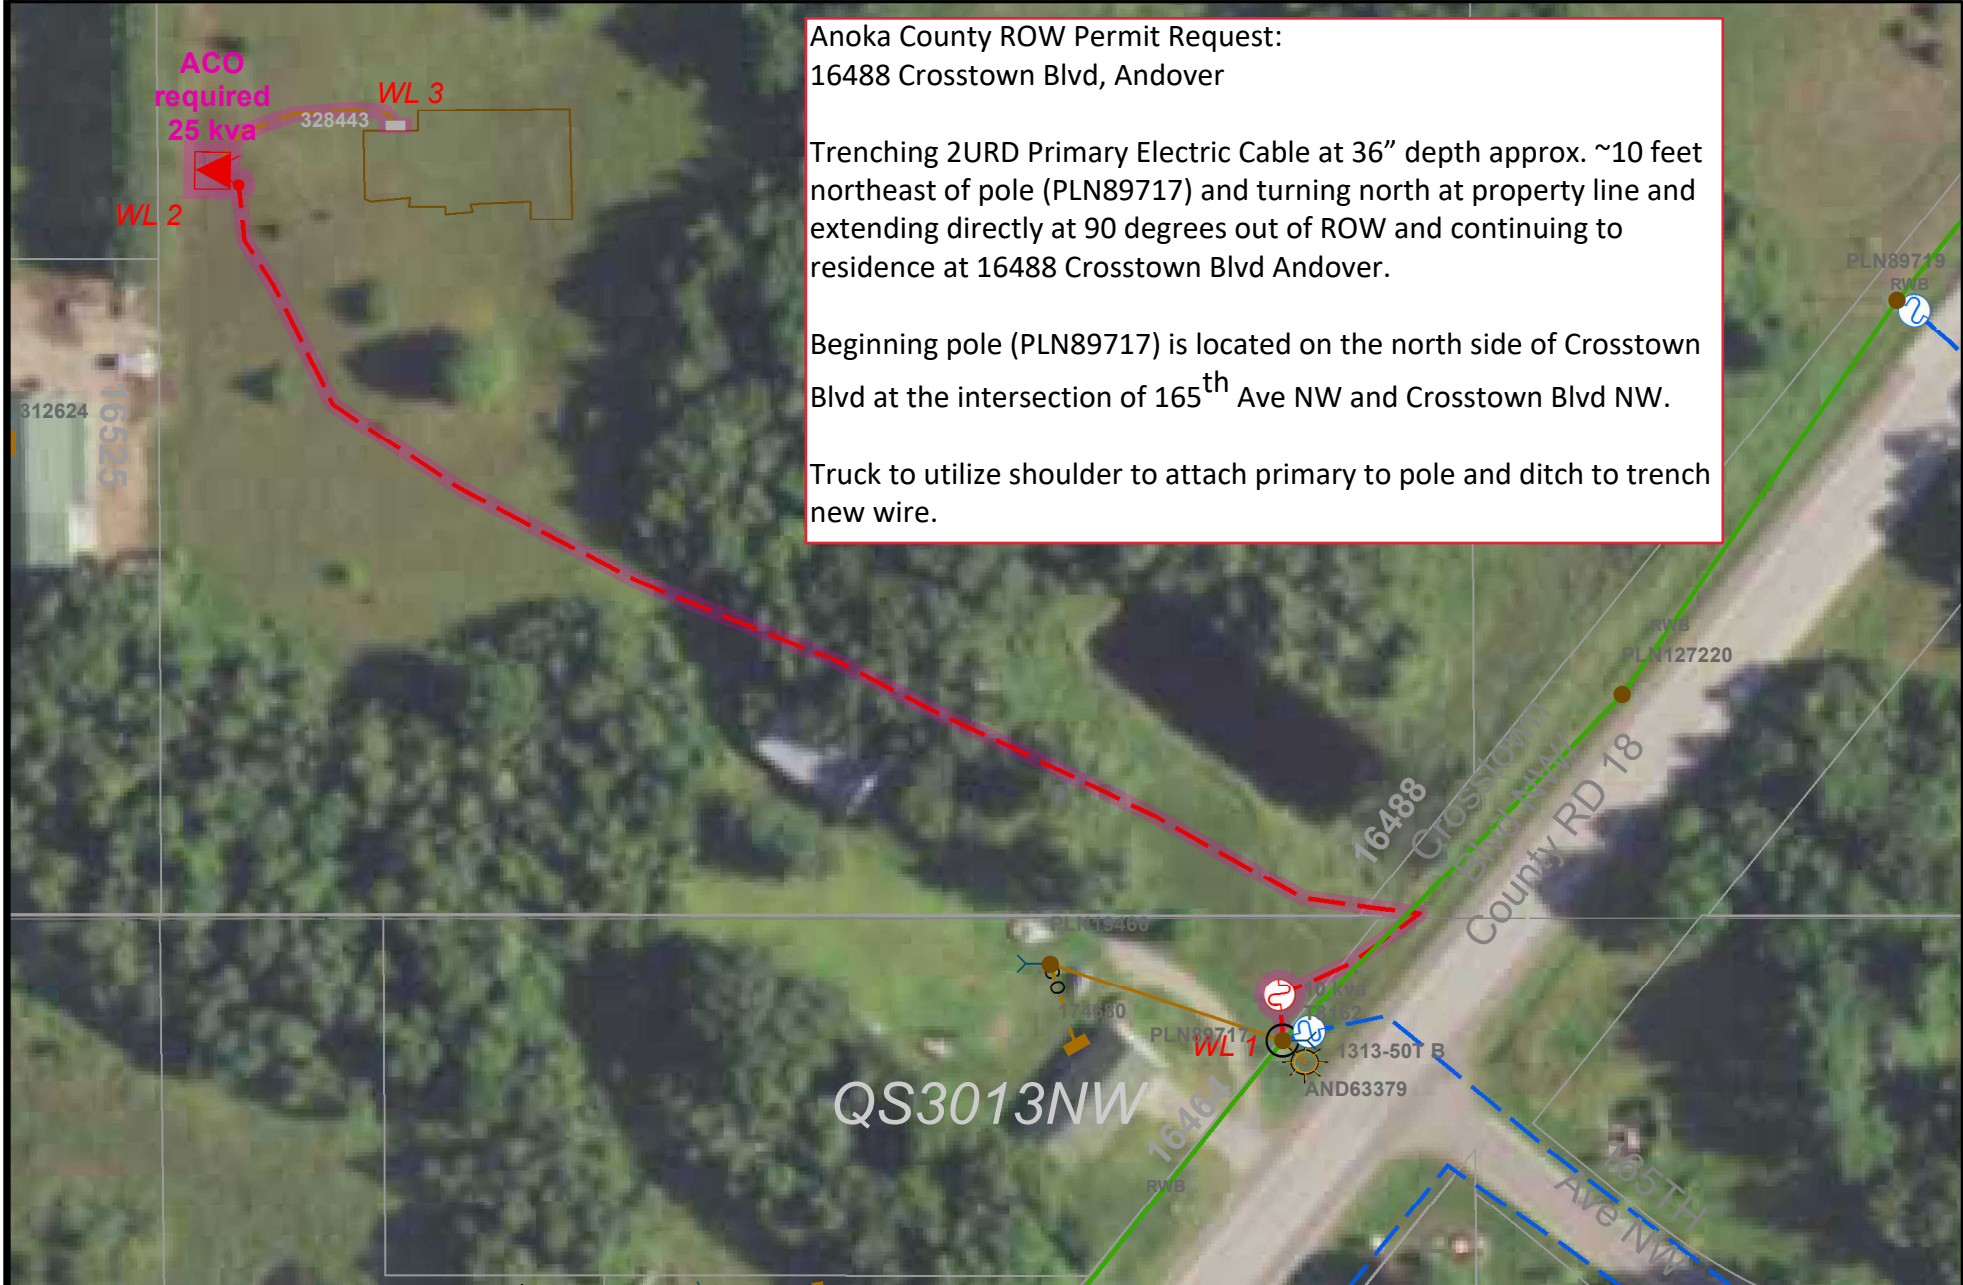 Anoka County ROW Permit Request:
16488 Crosstown Blvd, Andover
Trenching 2URD Primary Electric Cable at 36” depth approx. ~10 feet
northeast of pole (PLN89717) and turning north at property line and
extending directly at 90 degrees out of ROW and continuing to
residence at 16488 Crosstown Blvd Andover.
Beginning pole (PLN89717) is located on the north side of Crosstown
Blvd at the intersection of 165th Ave NW and Crosstown Blvd NW.
Truck to utilize shoulder to attach primary to pole and ditch to trench
new wire.
ACO
required
25 kva
WL 3
328443
WL 2
312624
16525
PLN89719
RWB
RWB
PLN127220
16488
Crosstown
Blvd NW
County RD 18
PLN19460
174680
10 kva
PLN89717
WL 1
1313-50T B
AND63379
QS3013NW
16464
RWB
165TH
Ave NW